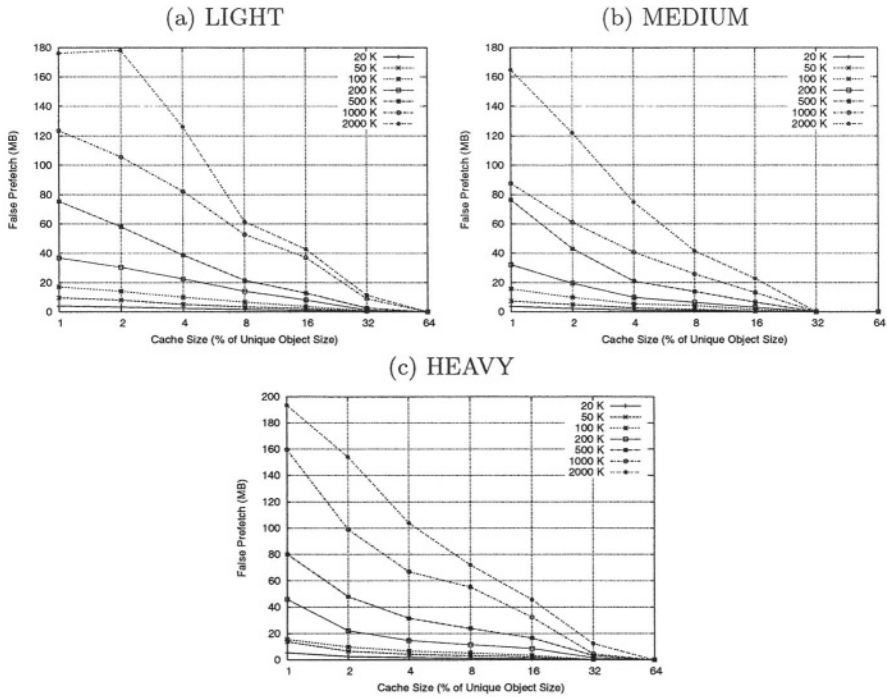 (a) LIGHT
180
160
140
120
100
80
60
40
20
0
False Prefetch (MB)
20 K
50 K
100 K
200 K
500 K
1000 K
2000 K
1 2 4 8 16 32 64
Cache Size (% of Unique Object Size)
(b) MEDIUM
180
160
140
120
100
80
60
40
20
0
False Prefetch (MB)
20 K
50 K
100 K
200 K
500 K
1000 K
2000 K
1 2 4 8 16 32 64
Cache Size (% of Unique Object Size)
(c) HEAVY
200
180
160
140
120
100
80
60
40
20
0
False Prefetch (MB)
20 K
50 K
100 K
200 K
500 K
1000 K
2000 K
1 2 4 8 16 32 64
Cache Size (% of Unique Object Size)